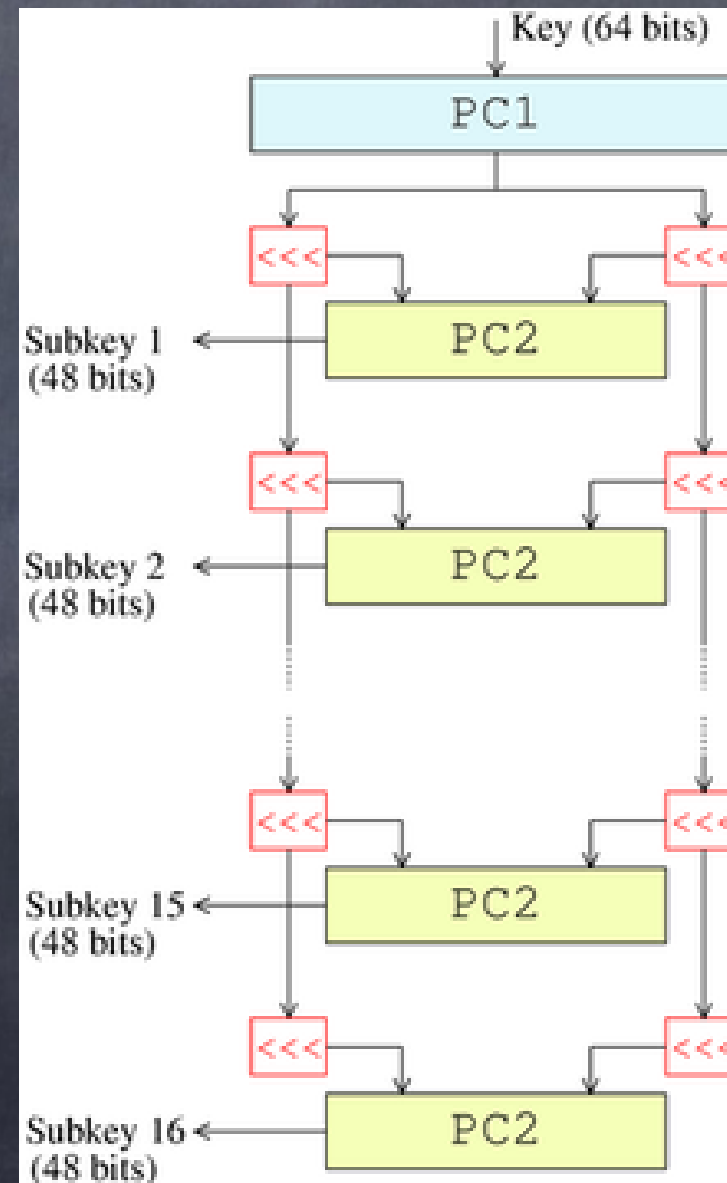 Key (64 bits)
PC1
<<< <<<
Subkey 1
(48 bits)
PC2
<<< <<<
Subkey 2
(48 bits)
PC2
<<< <<<
Subkey 15
(48 bits)
PC2
<<< <<<
Subkey 16
(48 bits)
PC2